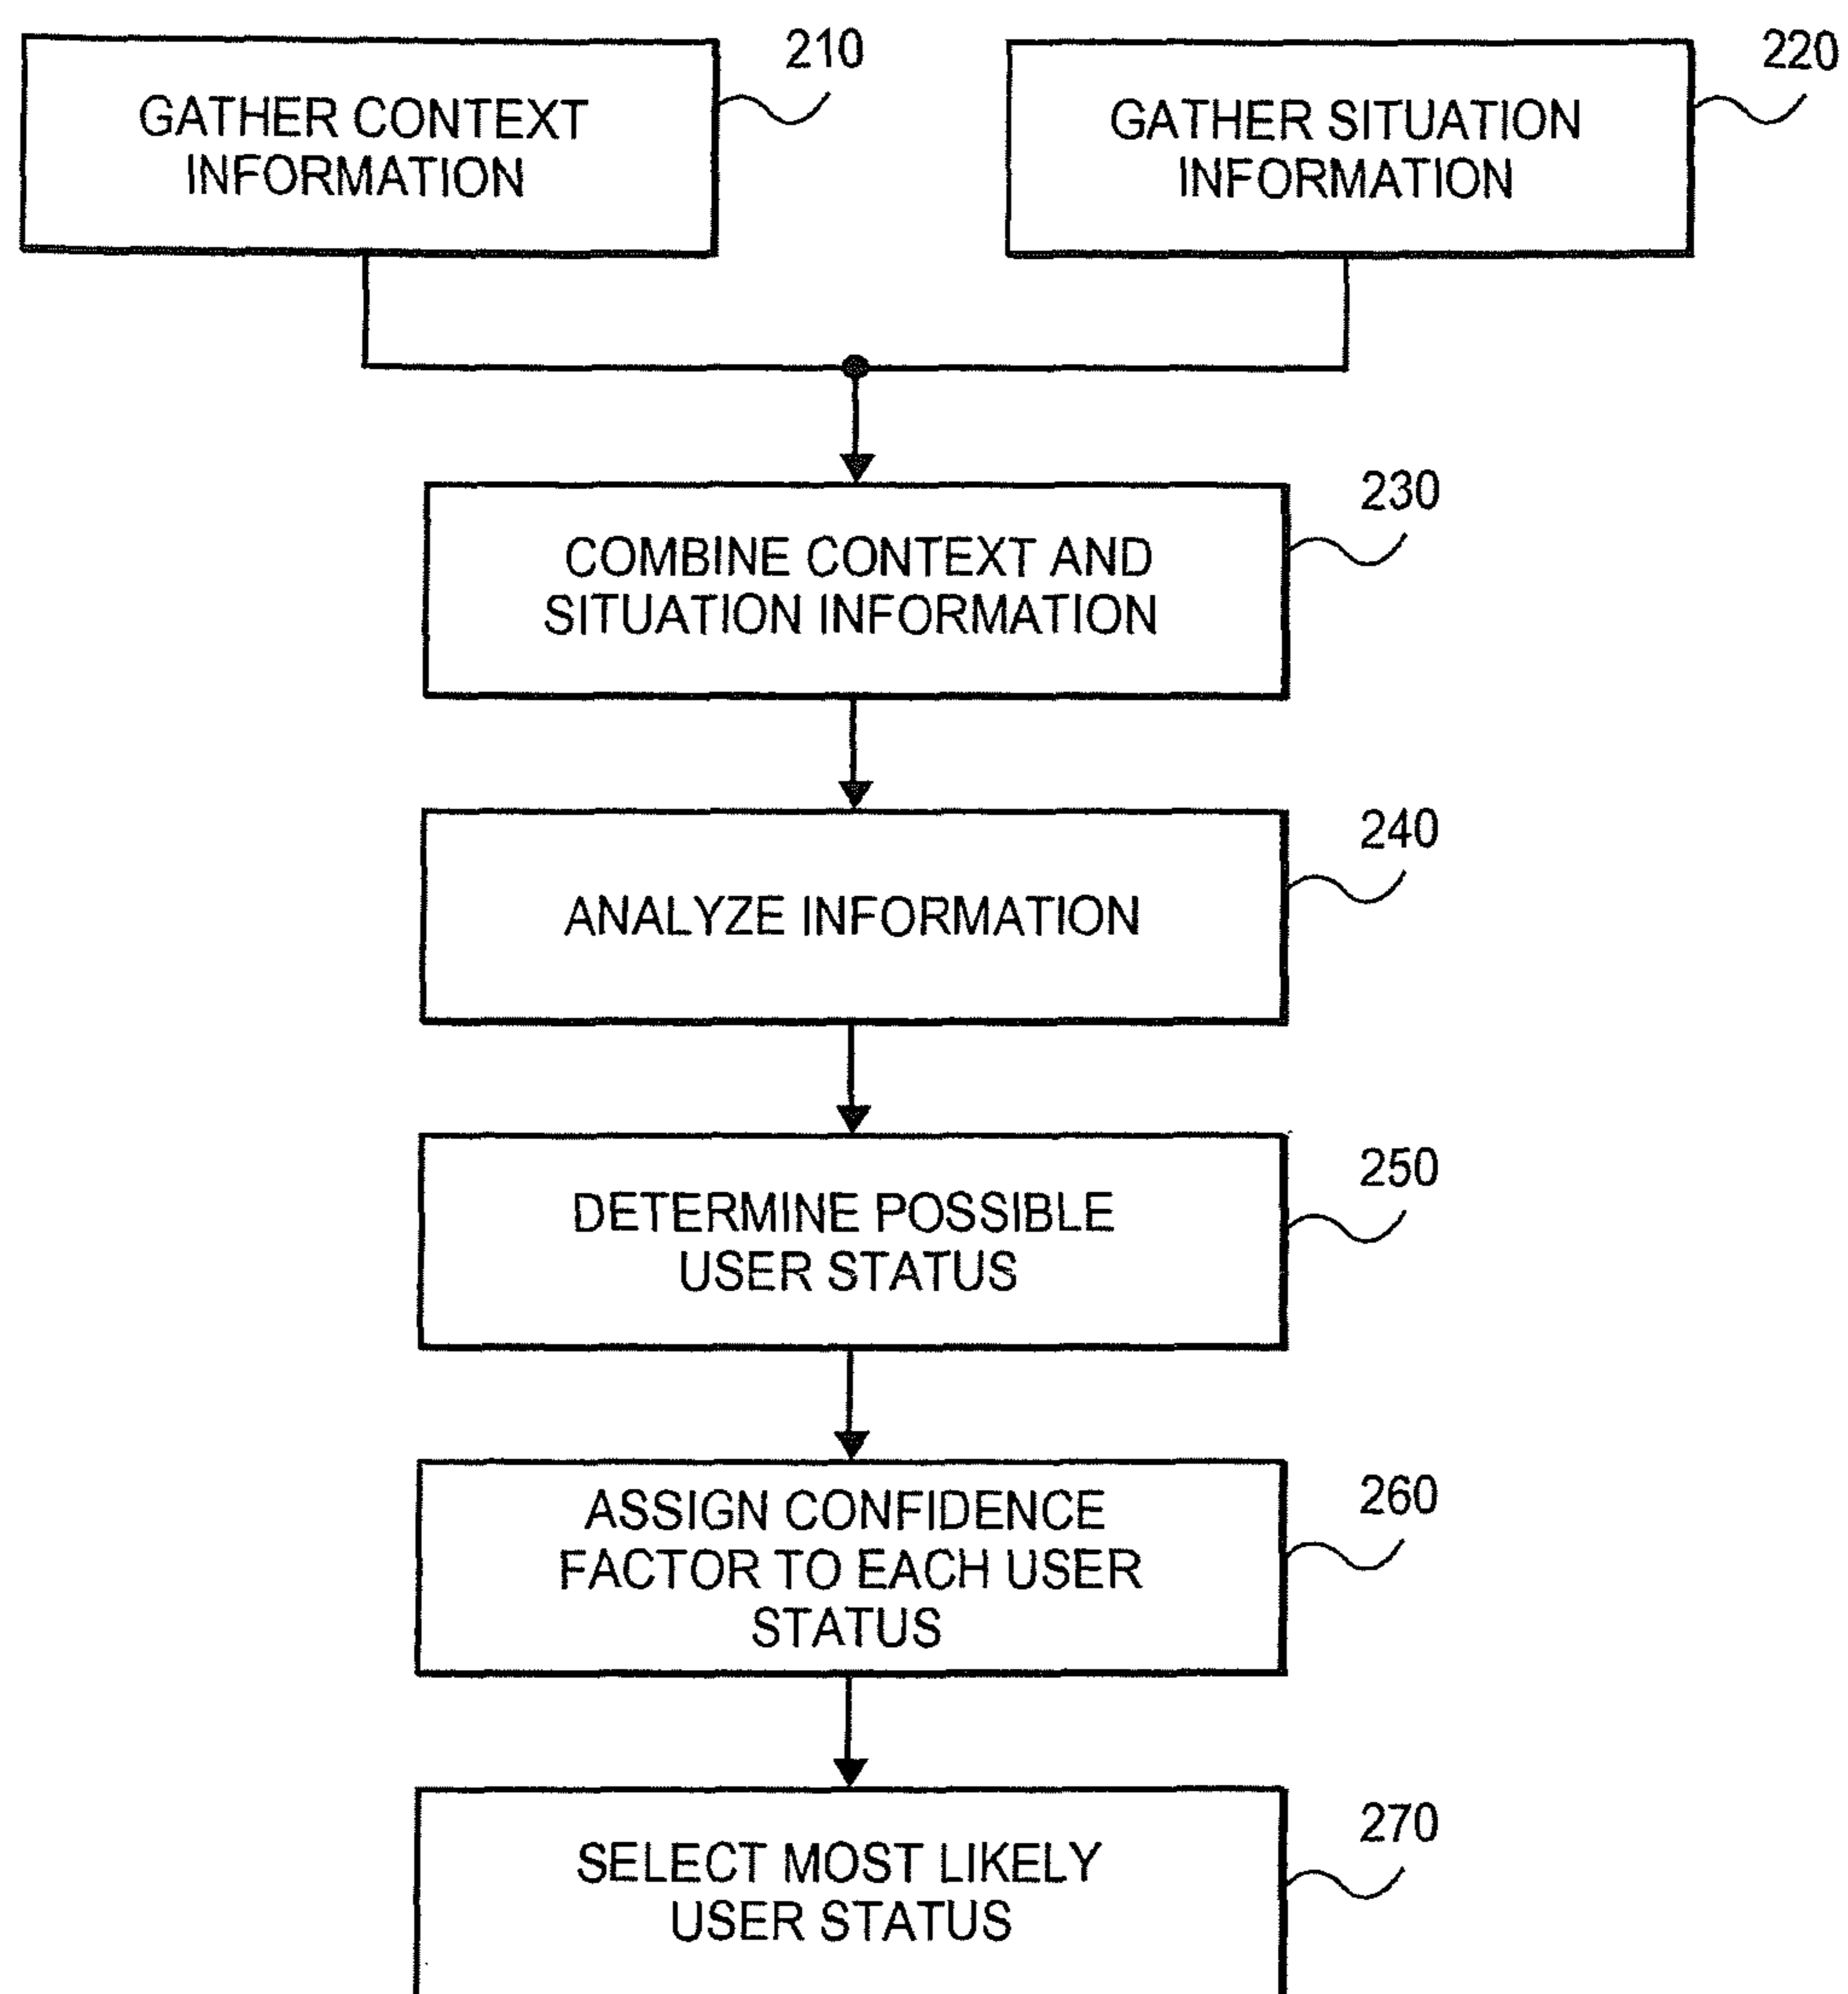 210
GATHER CONTEXT
INFORMATION
220
GATHER SITUATION
INFORMATION
230
COMBINE CONTEXT AND
SITUATION INFORMATION
240
ANALYZE INFORMATION
250
DETERMINE POSSIBLE
USER STATUS
260
ASSIGN CONFIDENCE
FACTOR TO EACH USER
STATUS
270
SELECT MOST LIKELY
USER STATUS